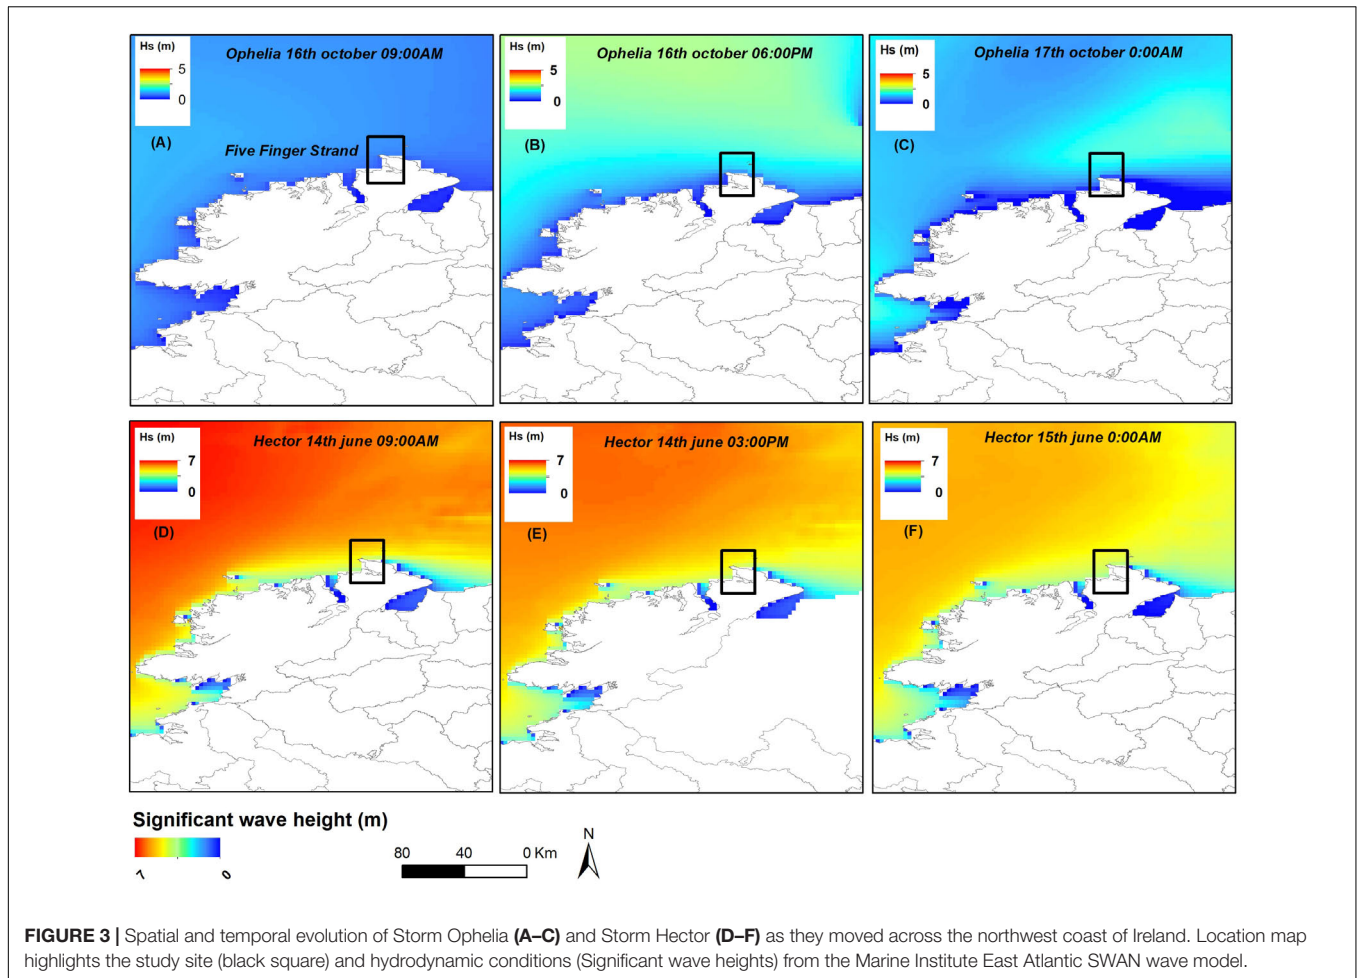 Hs (m)
Ophelia 16th october 09:00AM
5
0
(A)
Five Finger Strand
Hs (m)
Ophelia 16th october 06:00PM
5
0
(B)
Hs (m)
Ophelia 17th october 0:00AM
5
0
(C)
Hs (m)
Hector 14th june 09:00AM
7
0
(D)
Hs (m)
Hector 14th june 03:00PM
7
0
(E)
Hs (m)
Hector 15th june 0:00AM
7
0
(F)
Significant wave height (m)
7 0
80 40 0 Km
N
FIGURE 3 | Spatial and temporal evolution of Storm Ophelia (A–C) and Storm Hector (D–F) as they moved across the northwest coast of Ireland. Location map
highlights the study site (black square) and hydrodynamic conditions (Significant wave heights) from the Marine Institute East Atlantic SWAN wave model.